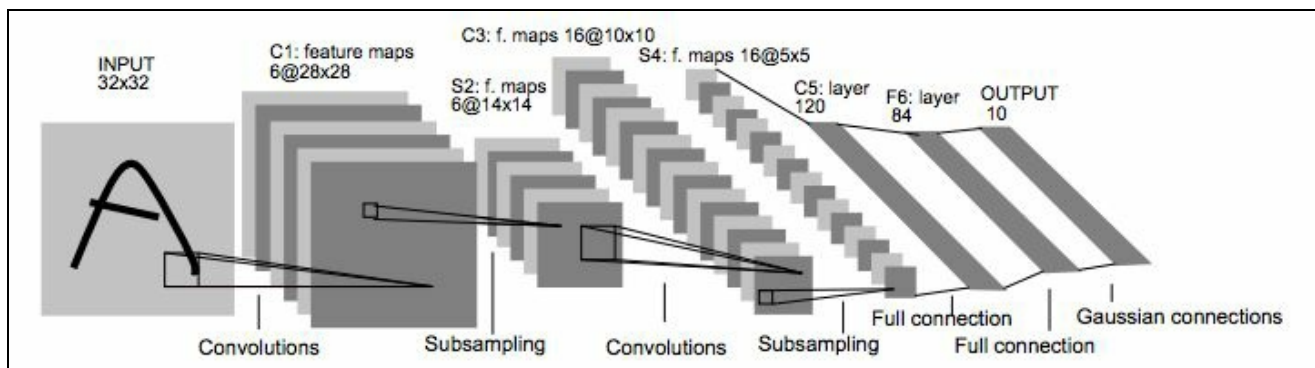 INPUT
32x32
C1: feature maps
6@28x28
S2: f. maps
6@14x14
C3: f. maps 16@10x10
S4: f. maps 16@5x5
C5: layer
120
F6: layer
84
OUTPUT
10
Convolutions
Subsampling
Convolutions
Subsampling
Full connection
Full connection
Gaussian connections
A